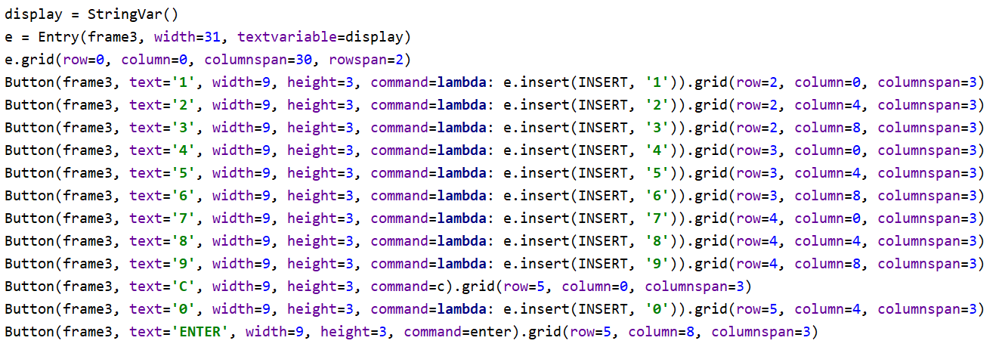 display = StringVar()
e = Entry(frame3, width=31, textvariable=display)
e.grid(row=0, column=0, columnspan=30, rowspan=2)
Button(frame3, text='1', width=9, height=3, command=lambda: e.insert(INSERT, '1')).grid(row=2, column=0, columnspan=3)
Button(frame3, text='2', width=9, height=3, command=lambda: e.insert(INSERT, '2')).grid(row=2, column=4, columnspan=3)
Button(frame3, text='3', width=9, height=3, command=lambda: e.insert(INSERT, '3')).grid(row=2, column=8, columnspan=3)
Button(frame3, text='4', width=9, height=3, command=lambda: e.insert(INSERT, '4')).grid(row=3, column=0, columnspan=3)
Button(frame3, text='5', width=9, height=3, command=lambda: e.insert(INSERT, '5')).grid(row=3, column=4, columnspan=3)
Button(frame3, text='6', width=9, height=3, command=lambda: e.insert(INSERT, '6')).grid(row=3, column=8, columnspan=3)
Button(frame3, text='7', width=9, height=3, command=lambda: e.insert(INSERT, '7')).grid(row=4, column=0, columnspan=3)
Button(frame3, text='8', width=9, height=3, command=lambda: e.insert(INSERT, '8')).grid(row=4, column=4, columnspan=3)
Button(frame3, text='9', width=9, height=3, command=lambda: e.insert(INSERT, '9')).grid(row=4, column=8, columnspan=3)
Button(frame3, text='C', width=9, height=3, command=c).grid(row=5, column=0, columnspan=3)
Button(frame3, text='0', width=9, height=3, command=lambda: e.insert(INSERT, '0')).grid(row=5, column=4, columnspan=3)
Button(frame3, text='ENTER', width=9, height=3, command=enter).grid(row=5, column=8, columnspan=3)